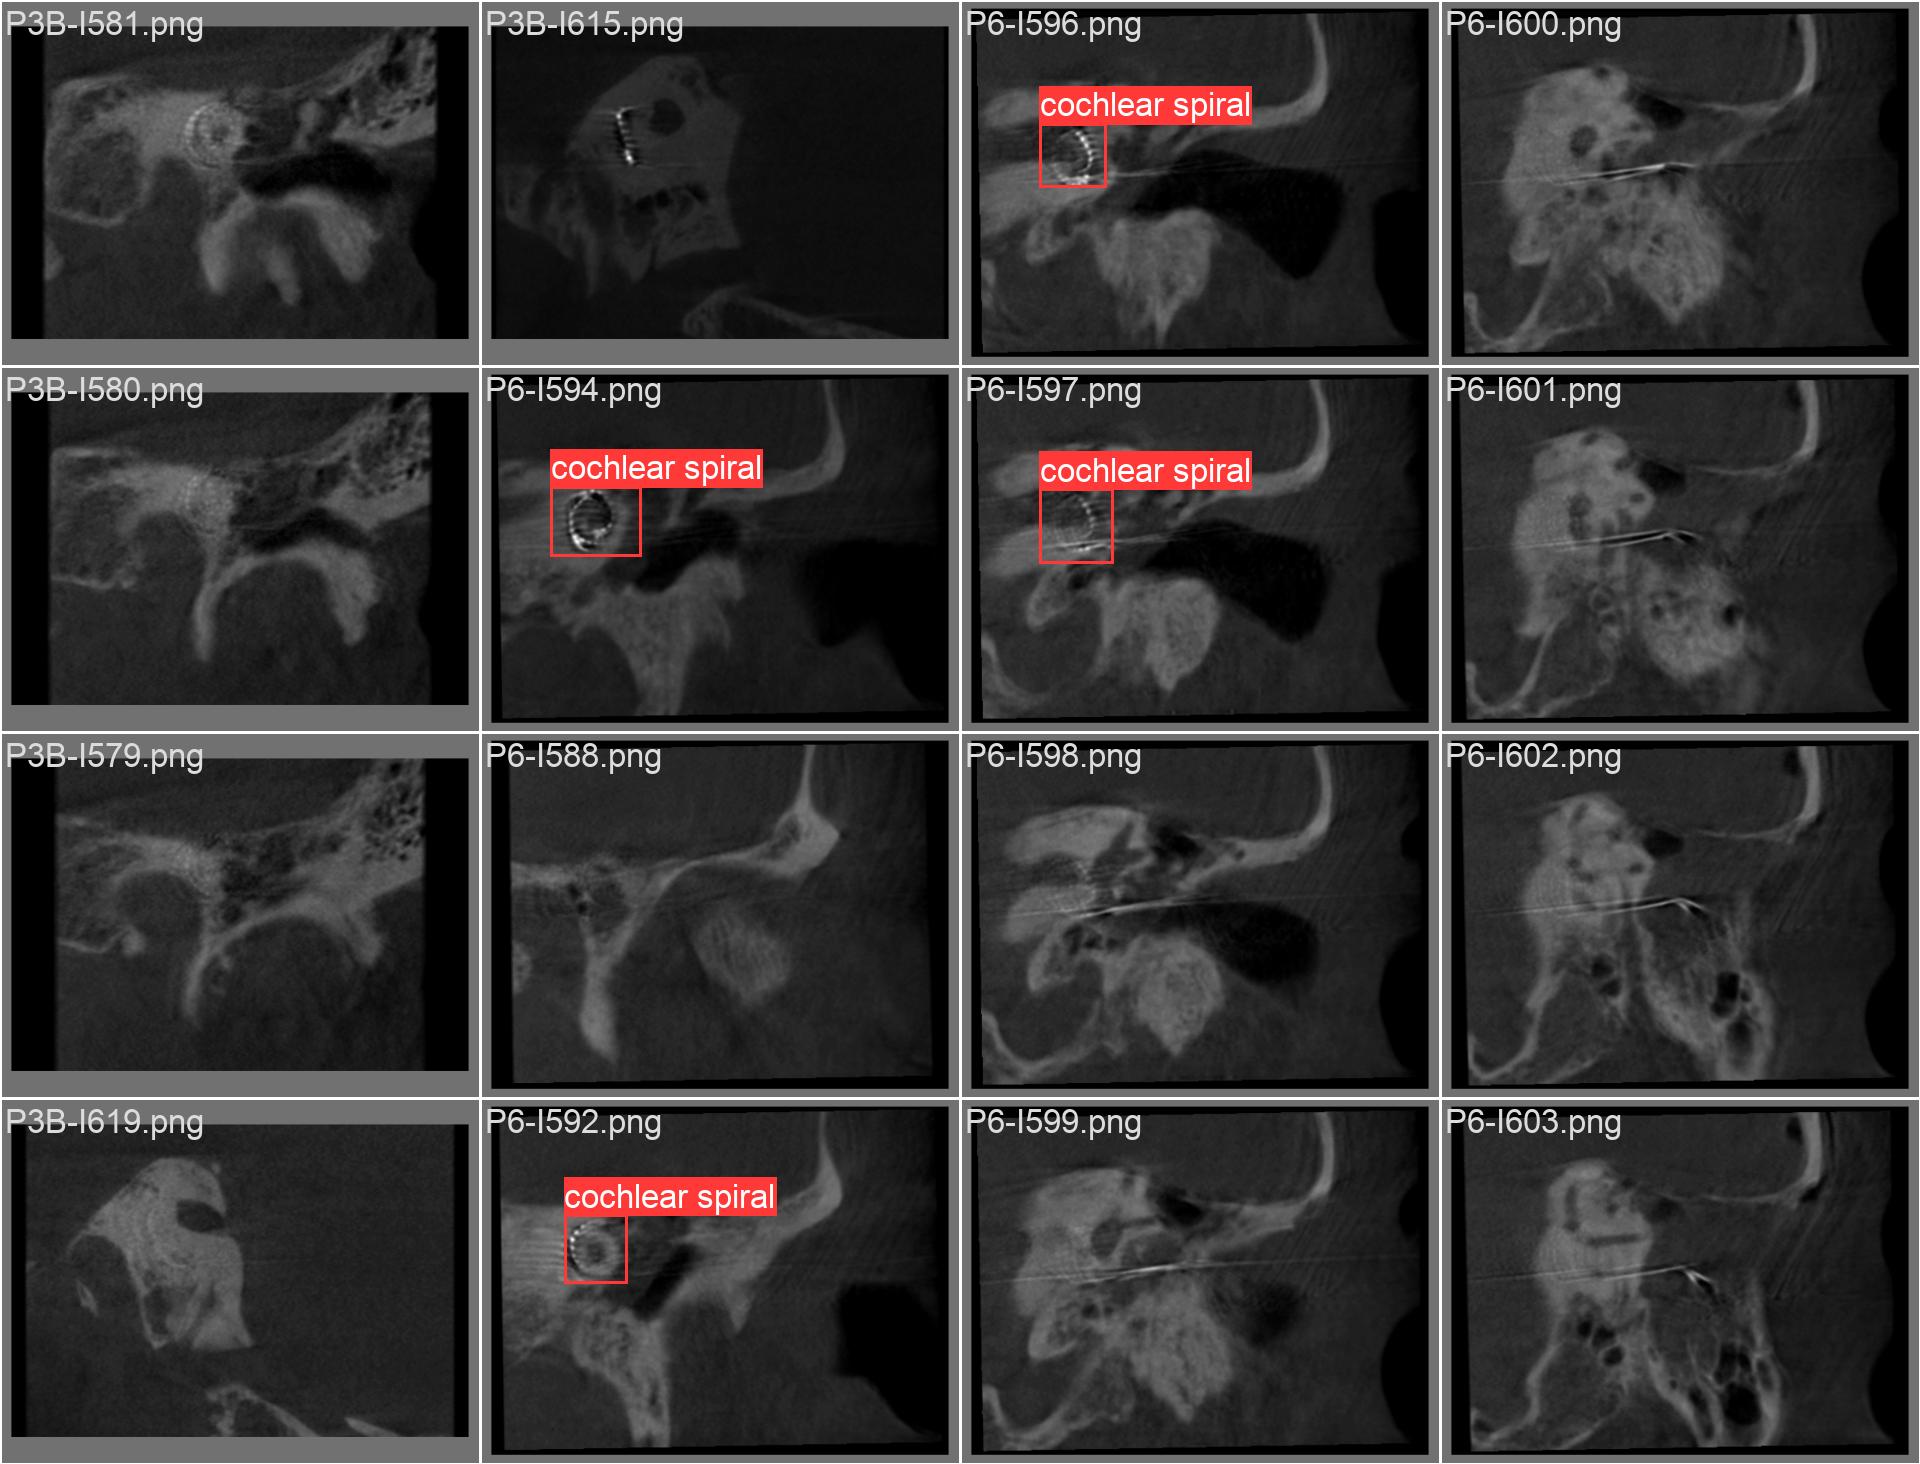 P3B-I581.png
P3B-I615.png
P6-I596.png
cochlear spiral
P6-I600.png
P3B-I580.png
P6-I594.png
cochlear spiral
P6-I597.png
cochlear spiral
P6-I601.png
P3B-I579.png
P6-I588.png
P6-I598.png
P6-I602.png
P3B-I619.png
P6-I592.png
cochlear spiral
P6-I599.png
P6-I603.png